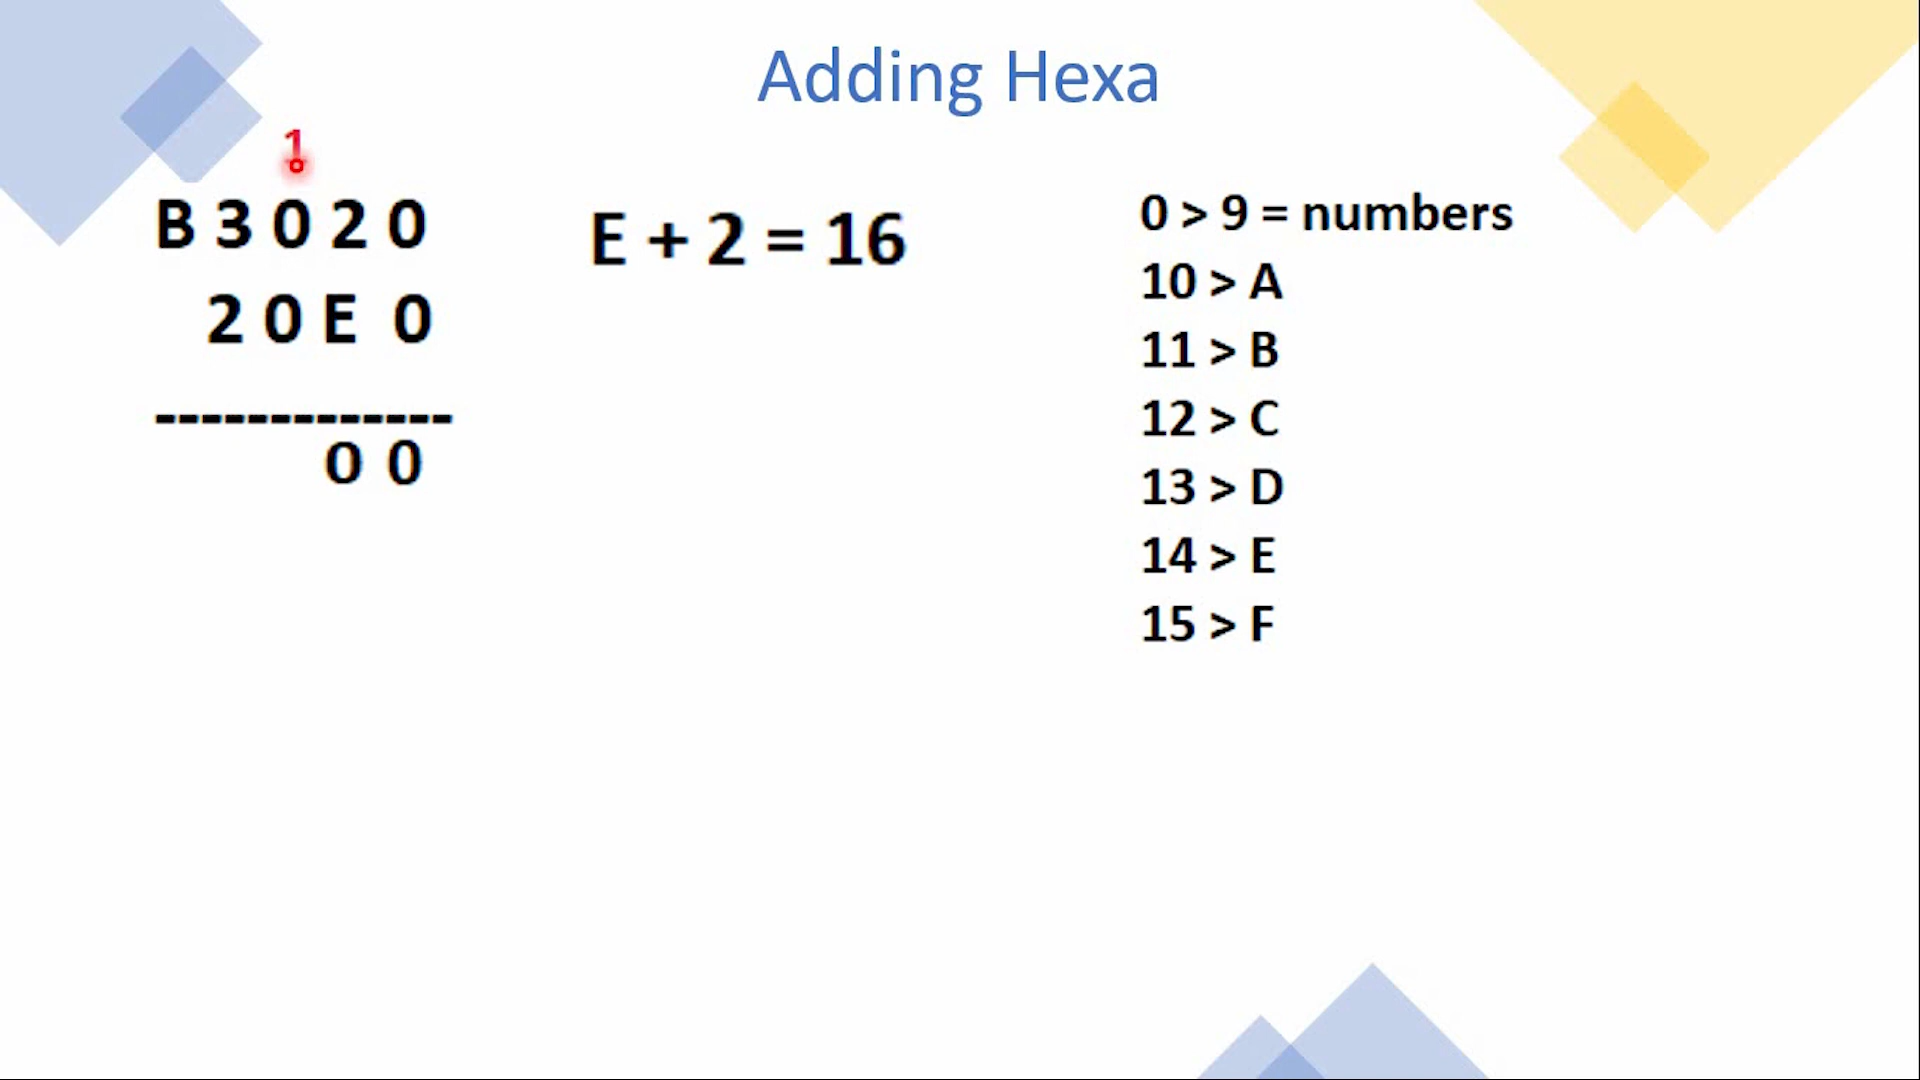 Adding Hexa
1
B 3 0 2 0
2 0 E 0
-------------
0 0
E + 2 = 16
0 > 9 = numbers
10 > A
11 > B
12 > C
13 > D
14 > E
15 > F